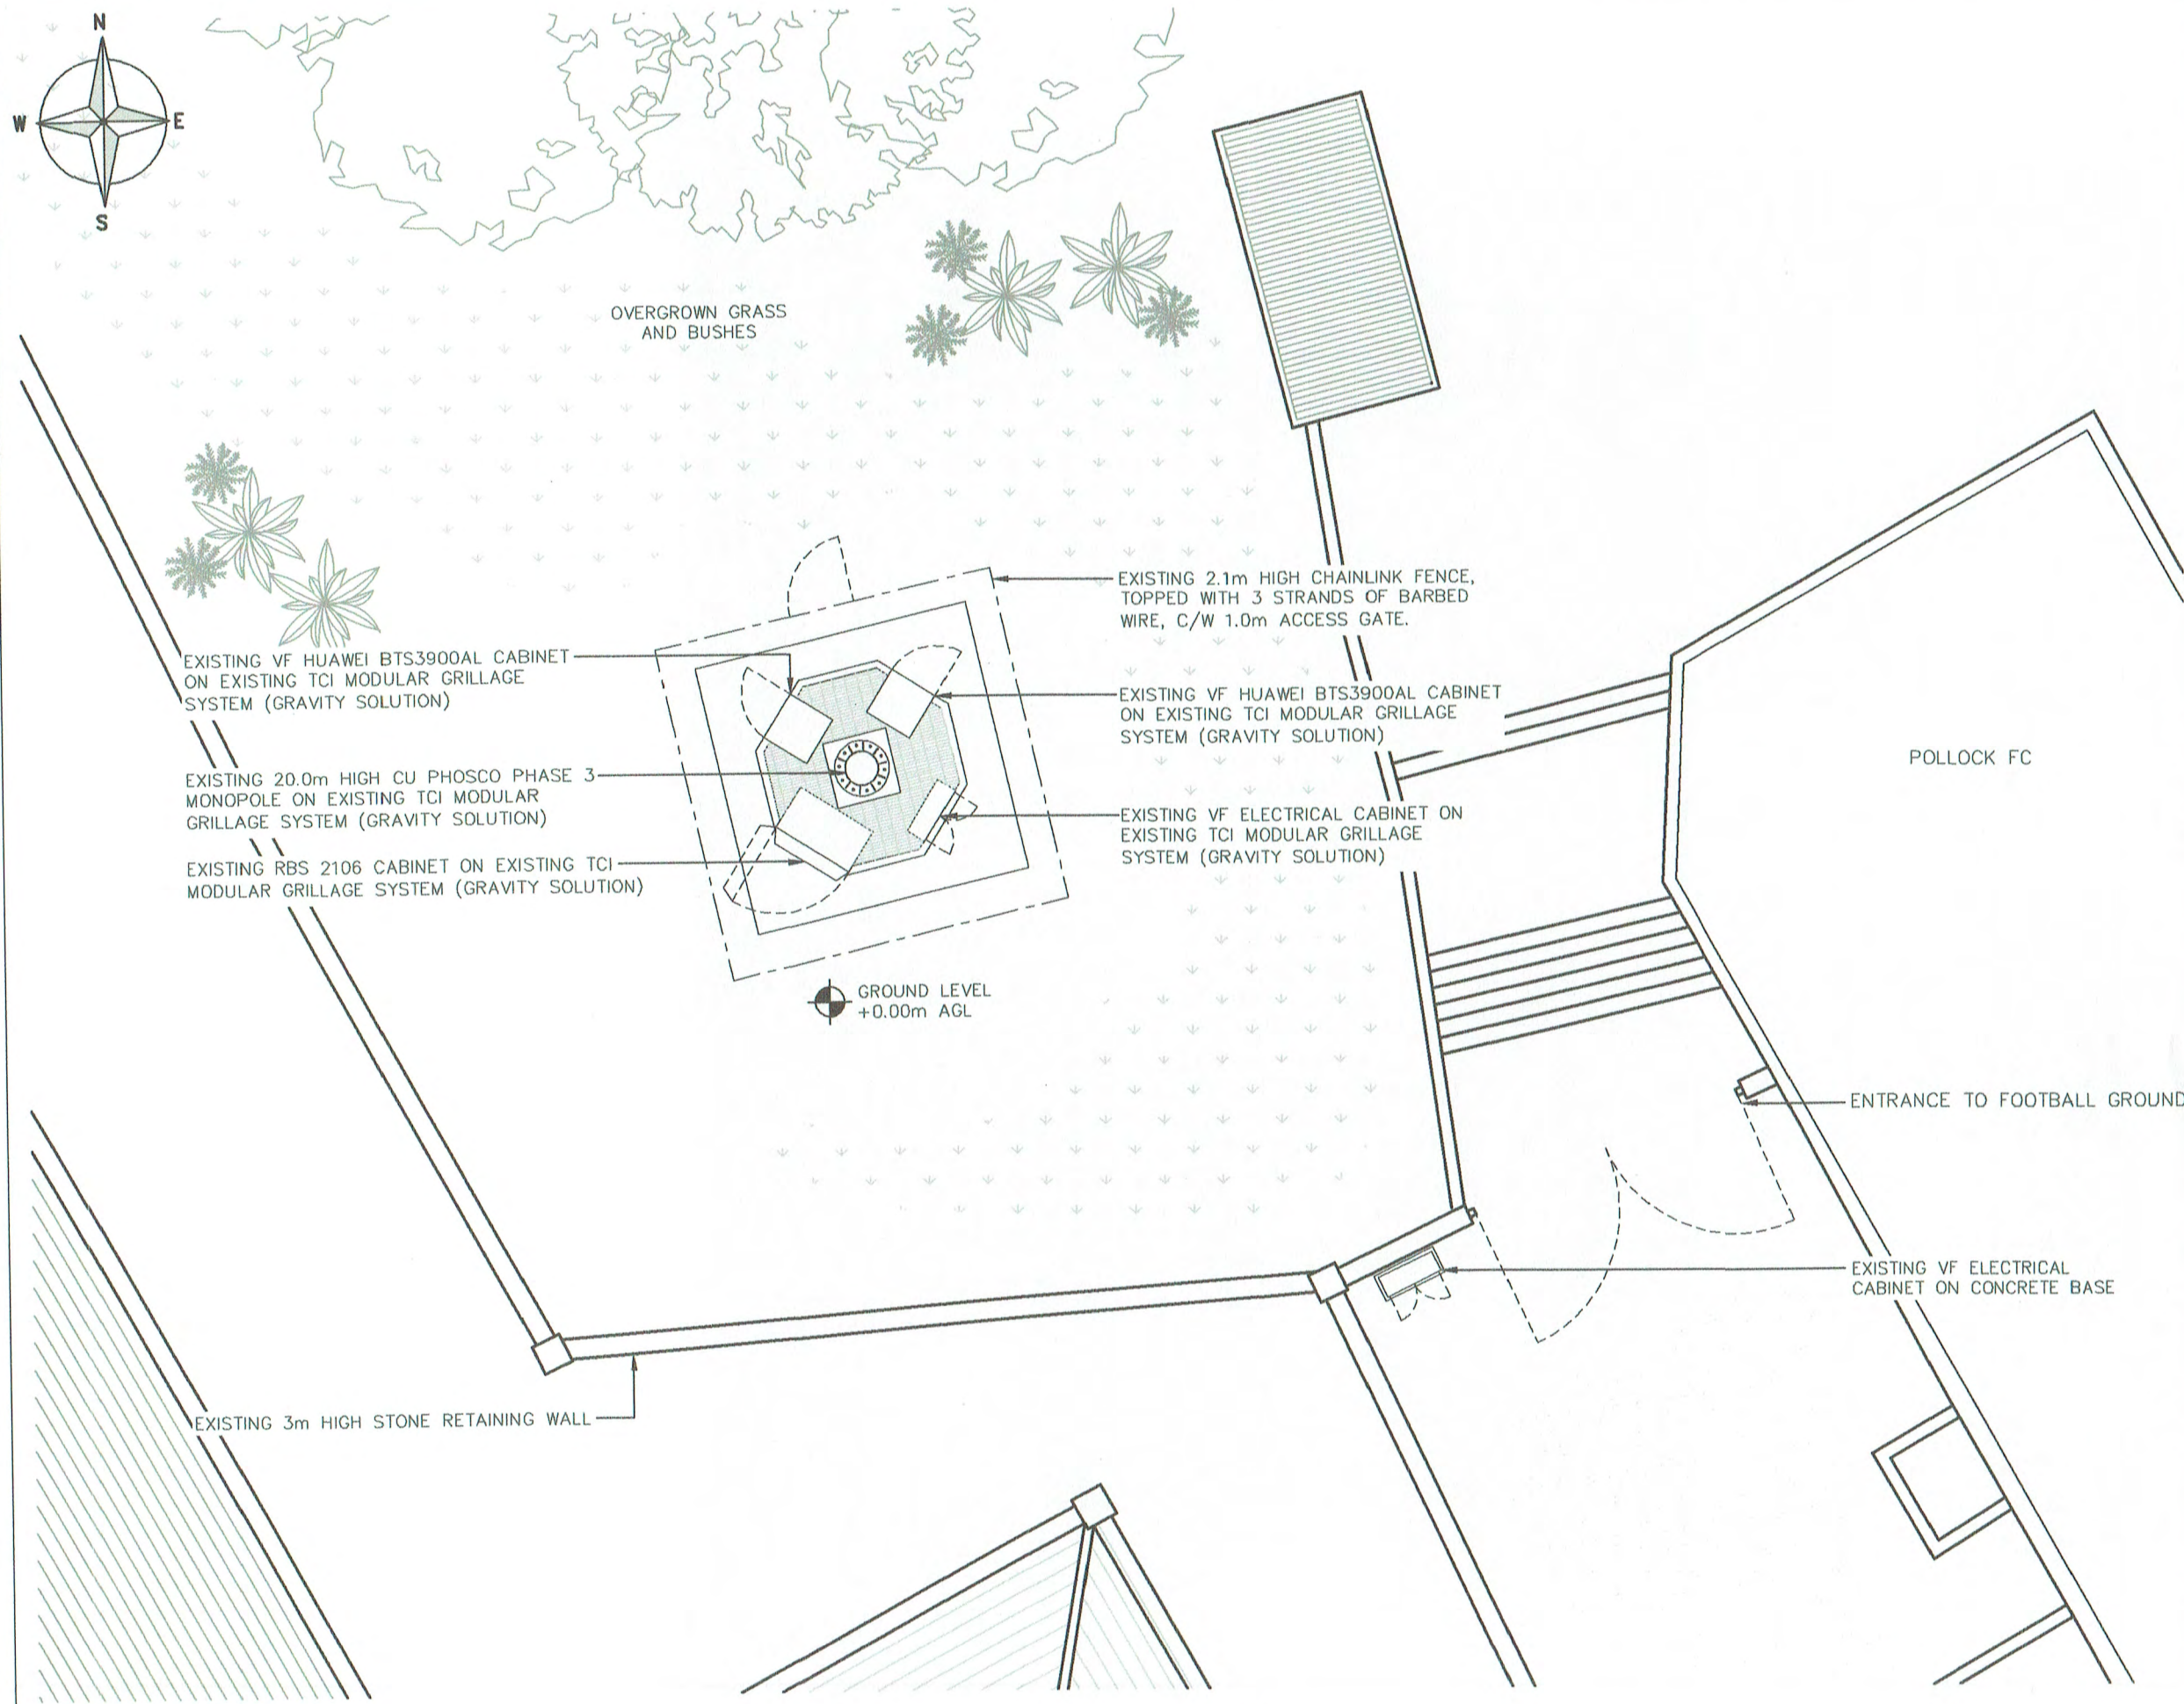 N
W
E
S
OVERGROWN GRASS
AND BUSHES
EXISTING 2.1m HIGH CHAINLINK FENCE,
TOPPED WITH 3 STRANDS OF BARBED
WIRE, C/W 1.0m ACCESS GATE.
EXISTING VF HUAWEI BTS3900AL CABINET
ON EXISTING TCI MODULAR GRILLAGE
SYSTEM (GRAVITY SOLUTION)
EXISTING VF HUAWEI BTS3900AL CABINET
ON EXISTING TCI MODULAR GRILLAGE
SYSTEM (GRAVITY SOLUTION)
POLLOCK FC
EXISTING 20.0m HIGH CU PHOSCO PHASE 3
MONOPOLE ON EXISTING TCI MODULAR
GRILLAGE SYSTEM (GRAVITY SOLUTION)
EXISTING VF ELECTRICAL CABINET ON
EXISTING TCI MODULAR GRILLAGE
SYSTEM (GRAVITY SOLUTION)
EXISTING RBS 2106 CABINET ON EXISTING TCI
MODULAR GRILLAGE SYSTEM (GRAVITY SOLUTION)
GROUND LEVEL
+0.00m AGL
ENTRANCE TO FOOTBALL GROUND
EXISTING VF ELECTRICAL
CABINET ON CONCRETE BASE
EXISTING 3m HIGH STONE RETAINING WALL